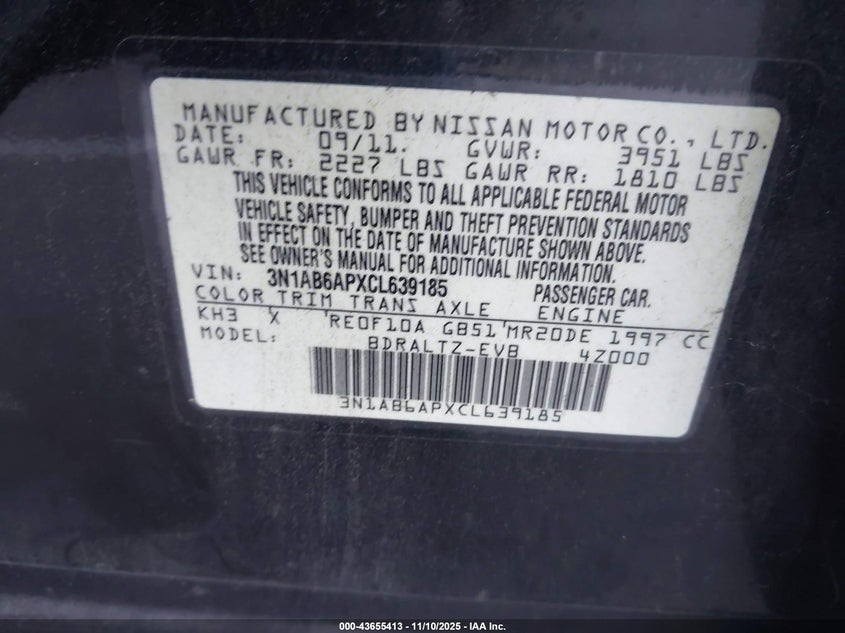 MANUFACTURED BY NISSAN MOTOR CO., LTD.
DATE: 09/11. GVWR: 3951 LBS
GAWR FR: 2227 LBS GAWR RR: 1810 LBS
THIS VEHICLE CONFORMS TO ALL APPLICABLE FEDERAL MOTOR
VEHICLE SAFETY, BUMPER AND THEFT PREVENTION STANDARDS
IN EFFECT ON THE DATE OF MANUFACTURE SHOWN ABOVE.
SEE OWNER'S MANUAL FOR ADDITIONAL INFORMATION.
VIN: 3N1AB6APXCL639185 PASSENGER CAR.
COLOR TRIM TRANS AXLE ENGINE
KH3 X RE0F10A GB51 MR20DE 1997 CC
MODEL: BDRALTZ-EVB 4Z000
3N1AB6APXCL639185
000-43655413 - 11/10/2025 - IAA Inc.